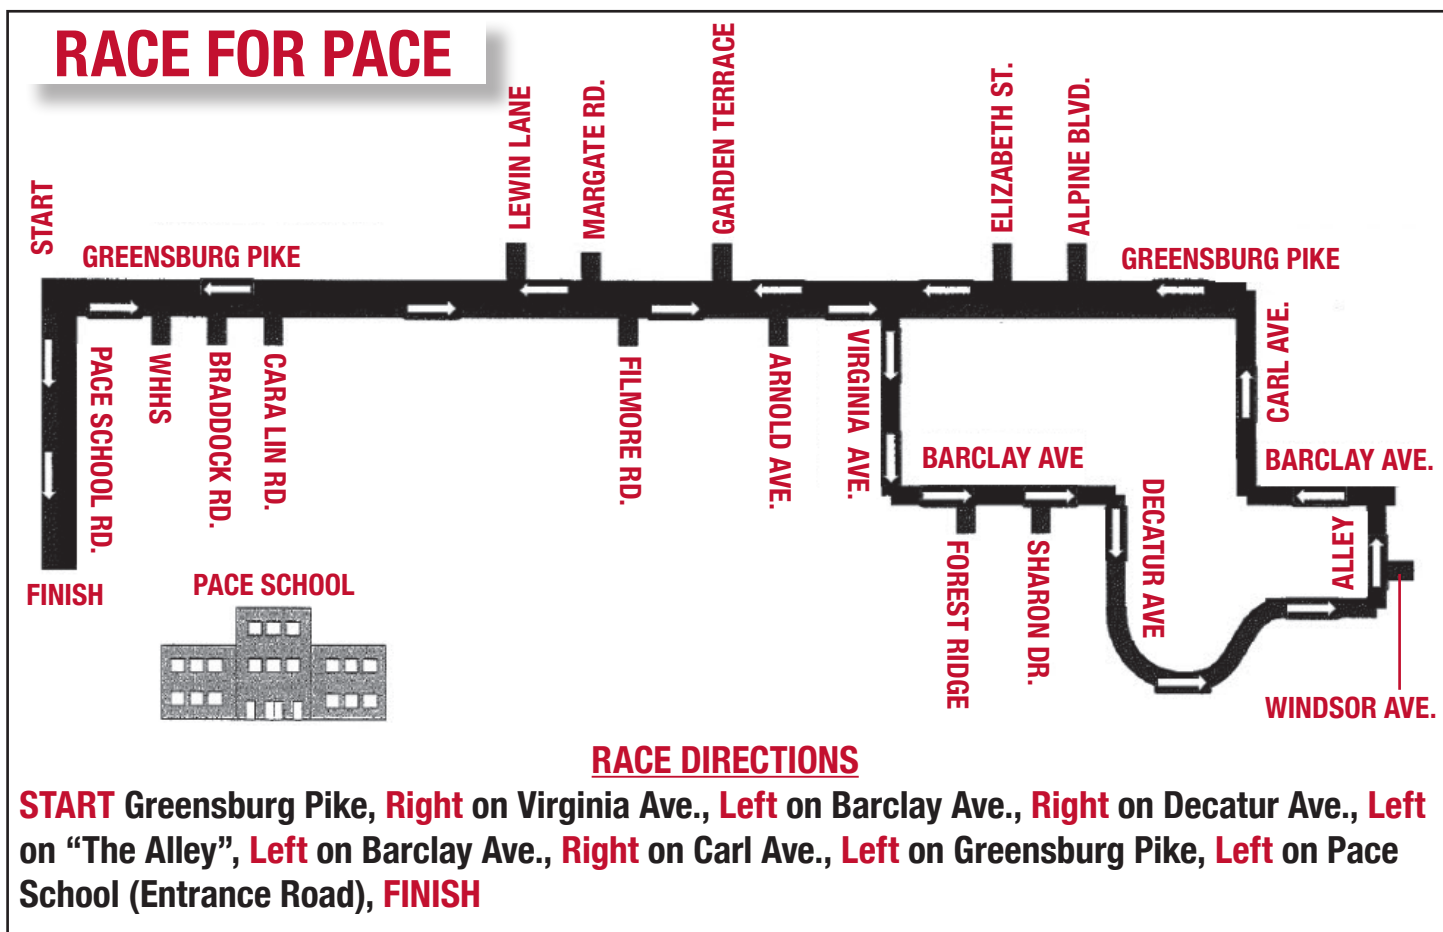 RACE FOR PACE
START
GREENSBURG PIKE
LEWIN LANE
MARGATE RD.
GARDEN TERRACE
ELIZABETH ST.
ALPINE BLVD.
GREENSBURG PIKE
PACE SCHOOL RD.
WHHS
BRADDOCK RD.
CARA LIN RD.
FILMORE RD.
ARNOLD AVE.
VIRGINIA AVE.
CARL AVE.
BARCLAY AVE
BARCLAY AVE.
FOREST RIDGE
SHARON DR.
DECATUR AVE
ALLEY
WINDSOR AVE.
FINISH
PACE SCHOOL
RACE DIRECTIONS
START Greensburg Pike, Right on Virginia Ave., Left on Barclay Ave., Right on Decatur Ave., Left
on “The Alley”, Left on Barclay Ave., Right on Carl Ave., Left on Greensburg Pike, Left on Pace
School (Entrance Road), FINISH